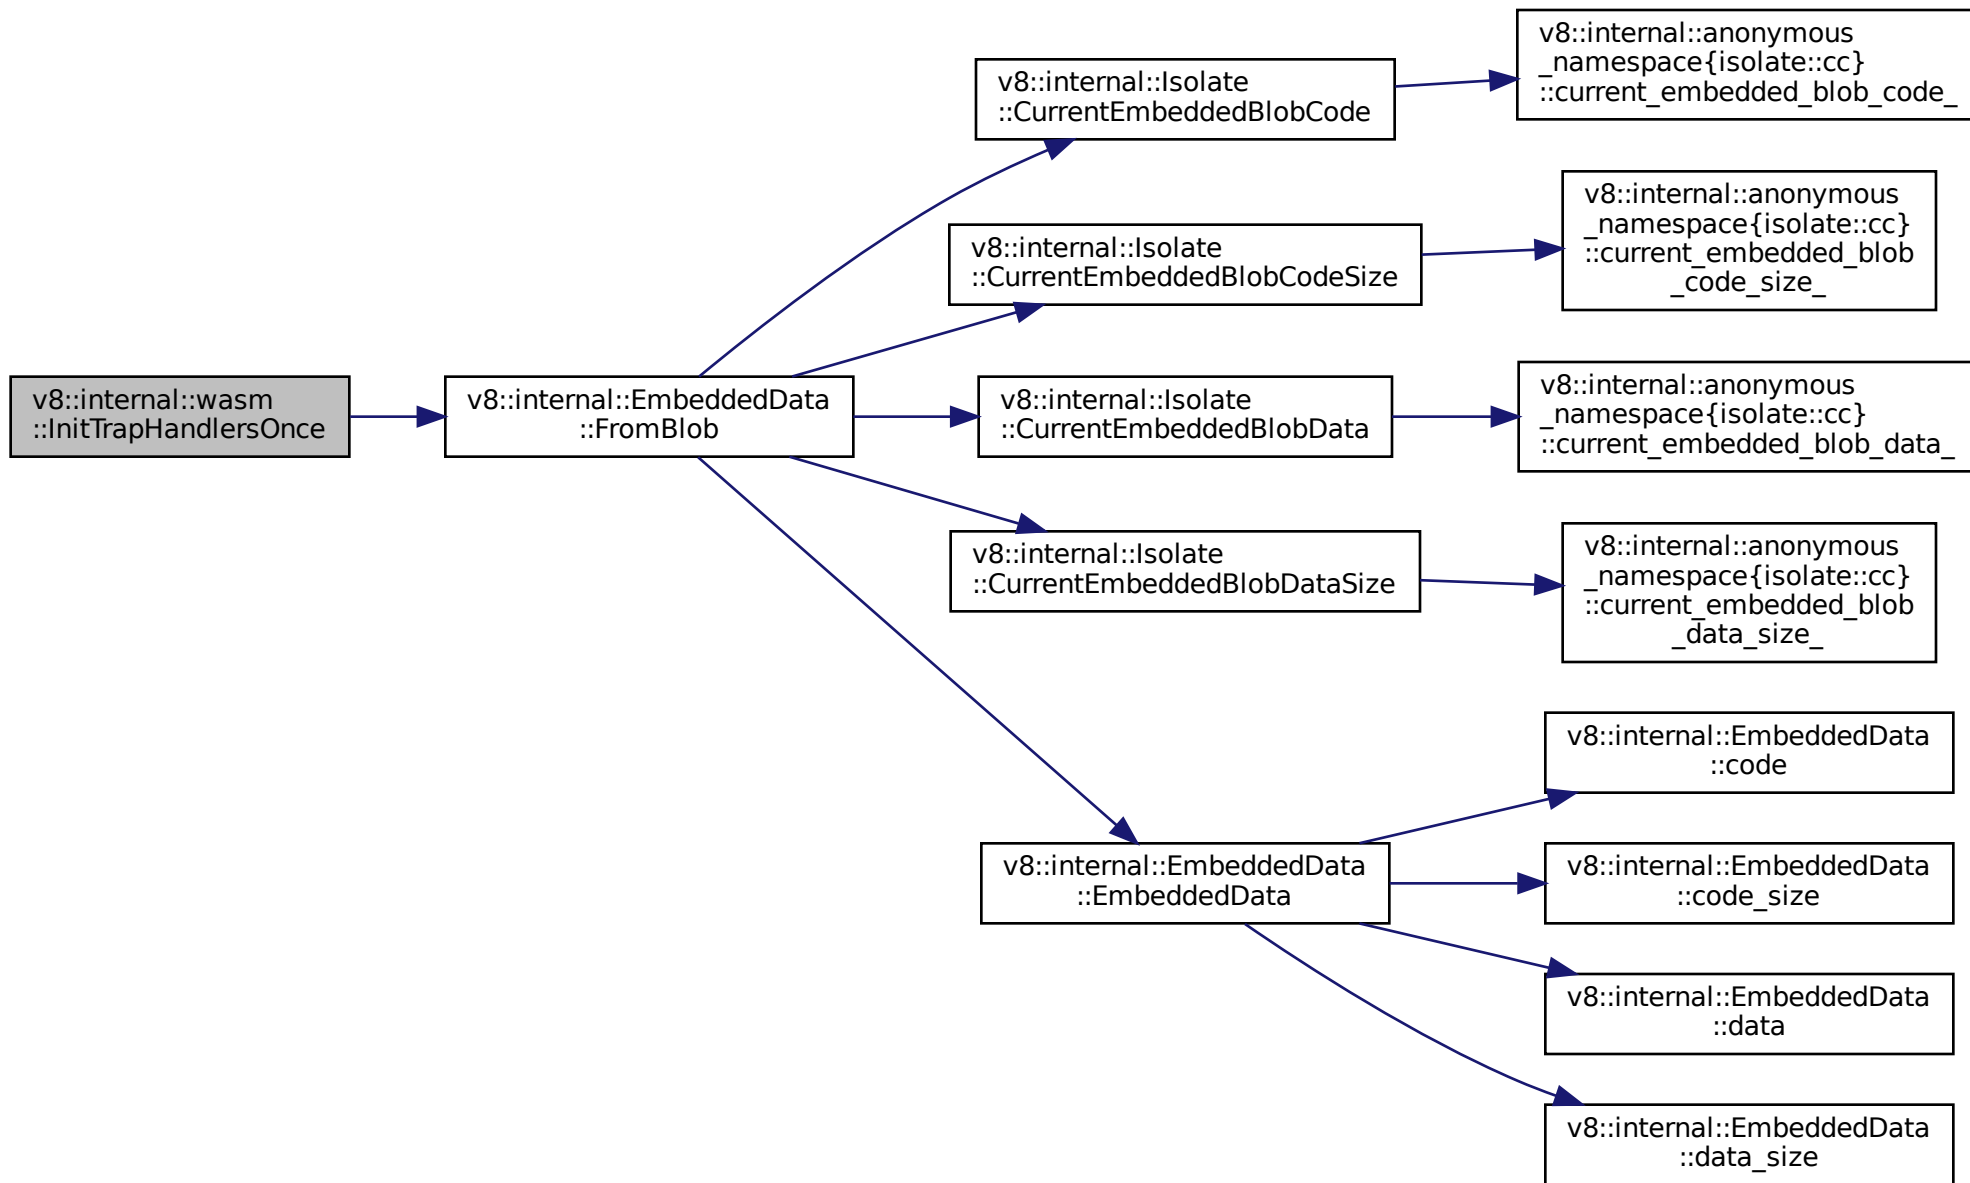 v8::internal::wasm
::InitTrapHandlersOnce
v8::internal::EmbeddedData
::FromBlob
v8::internal::Isolate
::CurrentEmbeddedBlobCode
v8::internal::Isolate
::CurrentEmbeddedBlobCodeSize
v8::internal::Isolate
::CurrentEmbeddedBlobData
v8::internal::Isolate
::CurrentEmbeddedBlobDataSize
v8::internal::EmbeddedData
::EmbeddedData
v8::internal::anonymous
_namespace{isolate::cc}
::current_embedded_blob_code_
v8::internal::anonymous
_namespace{isolate::cc}
::current_embedded_blob
_code_size_
v8::internal::anonymous
_namespace{isolate::cc}
::current_embedded_blob_data_
v8::internal::anonymous
_namespace{isolate::cc}
::current_embedded_blob
_data_size_
v8::internal::EmbeddedData
::code
v8::internal::EmbeddedData
::code_size
v8::internal::EmbeddedData
::data
v8::internal::EmbeddedData
::data_size